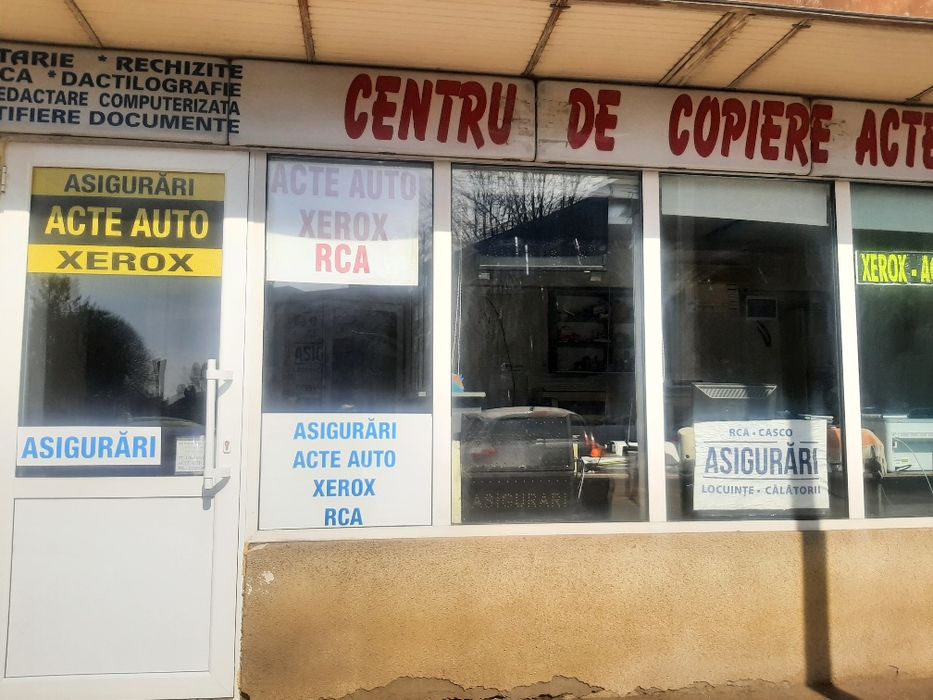 TARIE * RECHIZITE
CA * DACTILOGRAFIE
EDACTARE COMPUTERIZATA
TIFIERE DOCUMENTE
CENTRU DE COPIERE ACTE
ASIGURĂRI
ACTE AUTO
XEROX
ASIGURĂRI
ACTE AUTO
XEROX
RCA
ASIGURĂRI
ACTE AUTO
XEROX
RCA
ASIGURARI
RCA • CASCO
ASIGURĂRI
LOCUINȚE • CĂLĂTORII
XEROX - AC